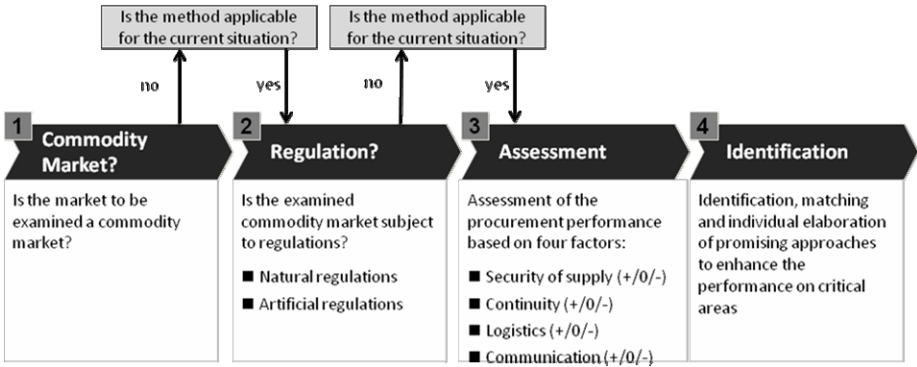 Is the method applicable
for the current situation?
Is the method applicable
for the current situation?
no
yes
no
yes
1
Commodity
Market?
2
Regulation?
3
Assessment
4
Identification
Is the market to be
examined a commodity
market?
Is the examined
commodity market subject
to regulations?
■ Natural regulations
■ Artificial regulations
Assessment of the
procurement performance
based on four factors:
■ Security of supply (+/0/-)
■ Continuity (+/0/-)
■ Logistics (+/0/-)
■ Communication (+/0/-)
Identification, matching
and individual elaboration
of promising approaches
to enhance the
performance on critical
areas